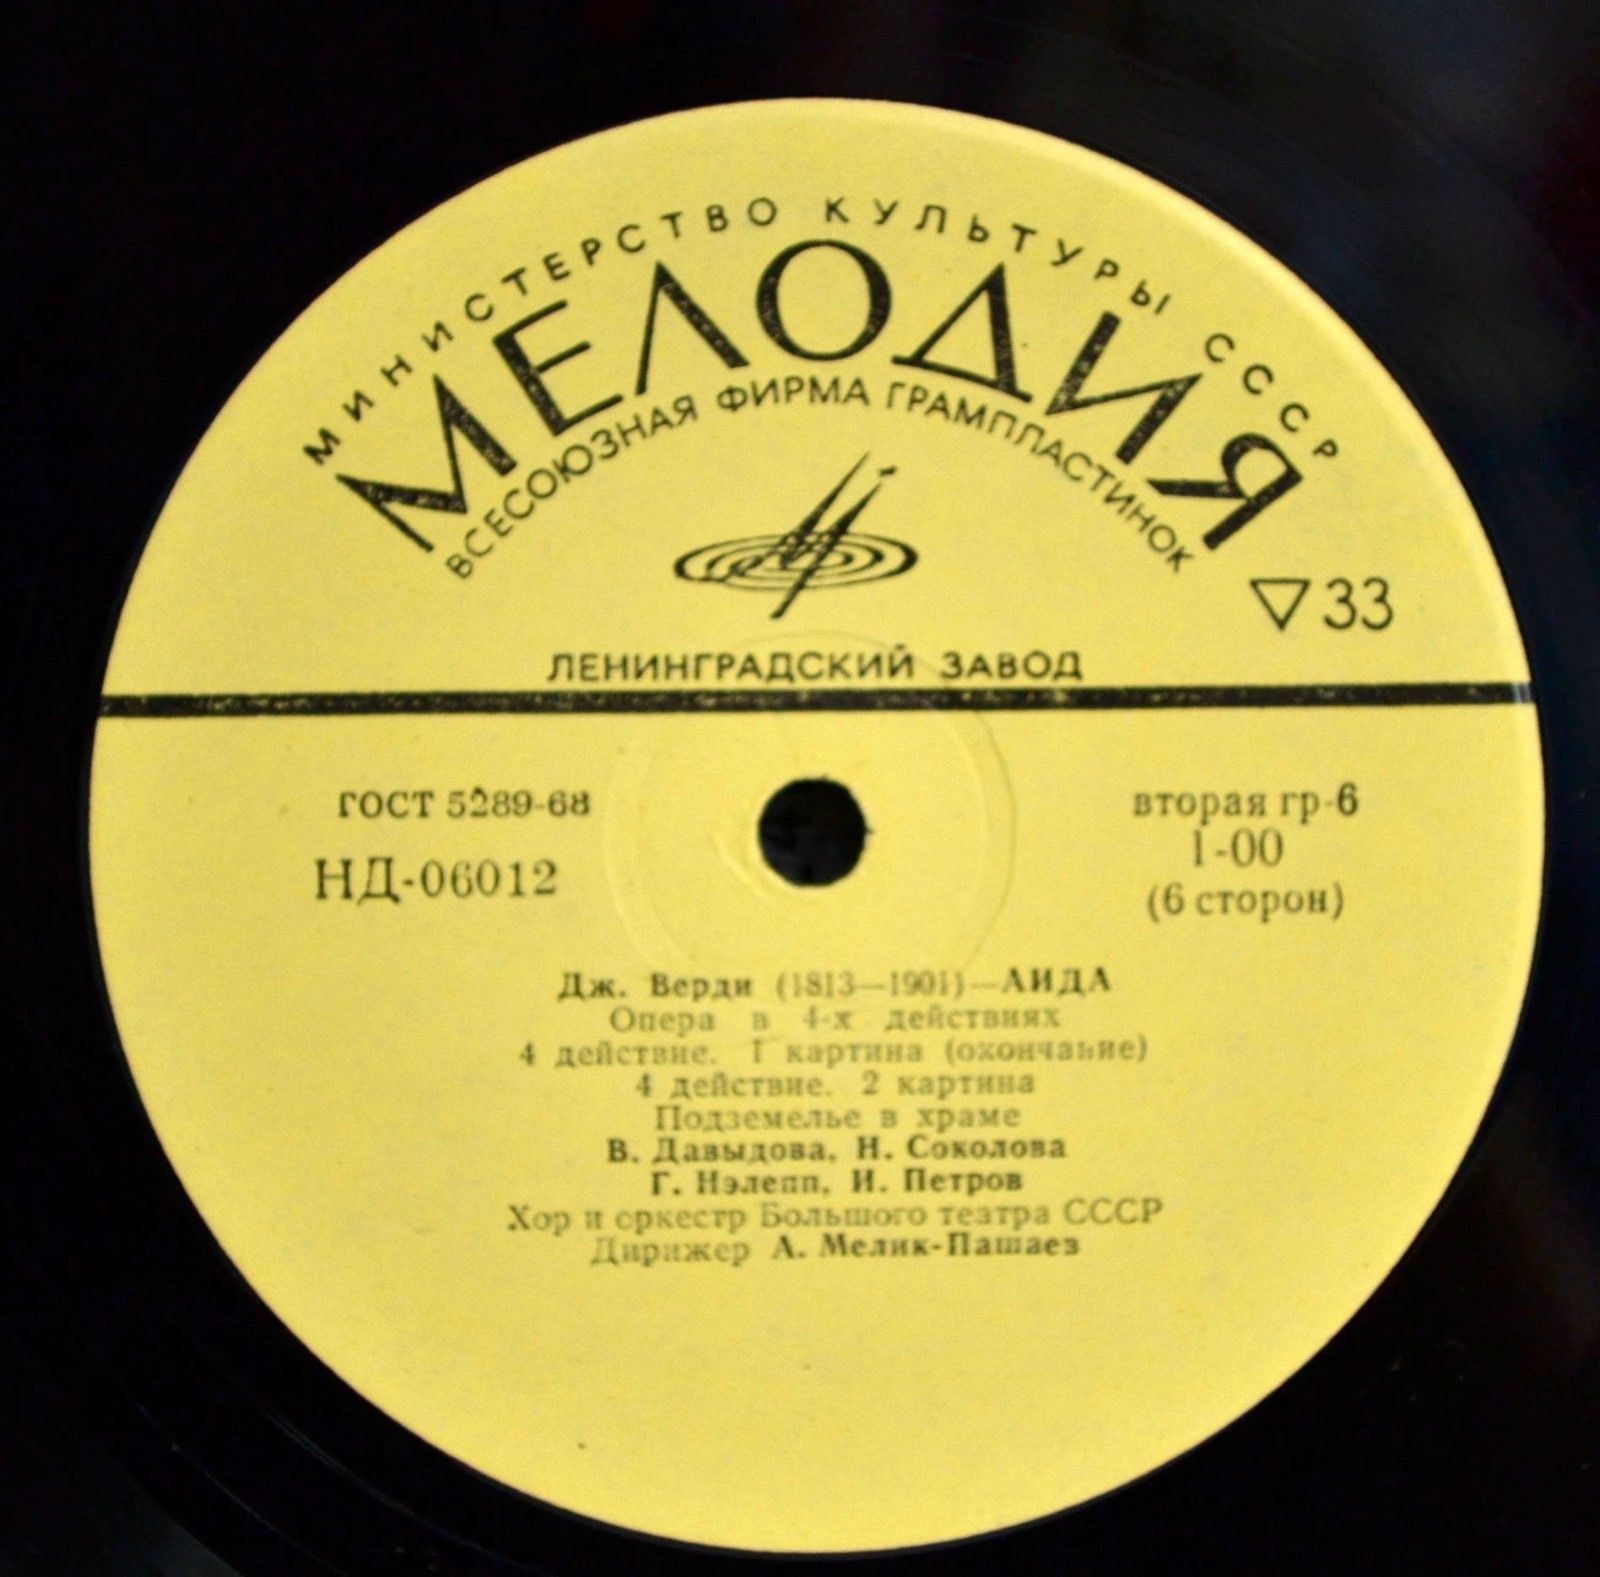 МИНИСТЕРСТВО КУЛЬТУРЫ СССР
МЕЛОДИЯ
ВСЕСОЮЗНАЯ ФИРМА ГРАМПЛАСТИНОК
▽33
ЛЕНИНГРАДСКИЙ ЗАВОД
ГОСТ 5289-68
НД-06012
вторая гр-6
1-00
(6 сторон)
Дж. Верди (1813—1901)—АИДА
Опера в 4-х действиях
4 действие. 1 картина (окончание)
4 действие. 2 картина
Подземелье в храме
В. Давыдова, Н. Соколова
Г. Нэлепп, И. Петров
Хор и оркестр Большого театра СССР
Дирижер А. Мелик-Пашаев